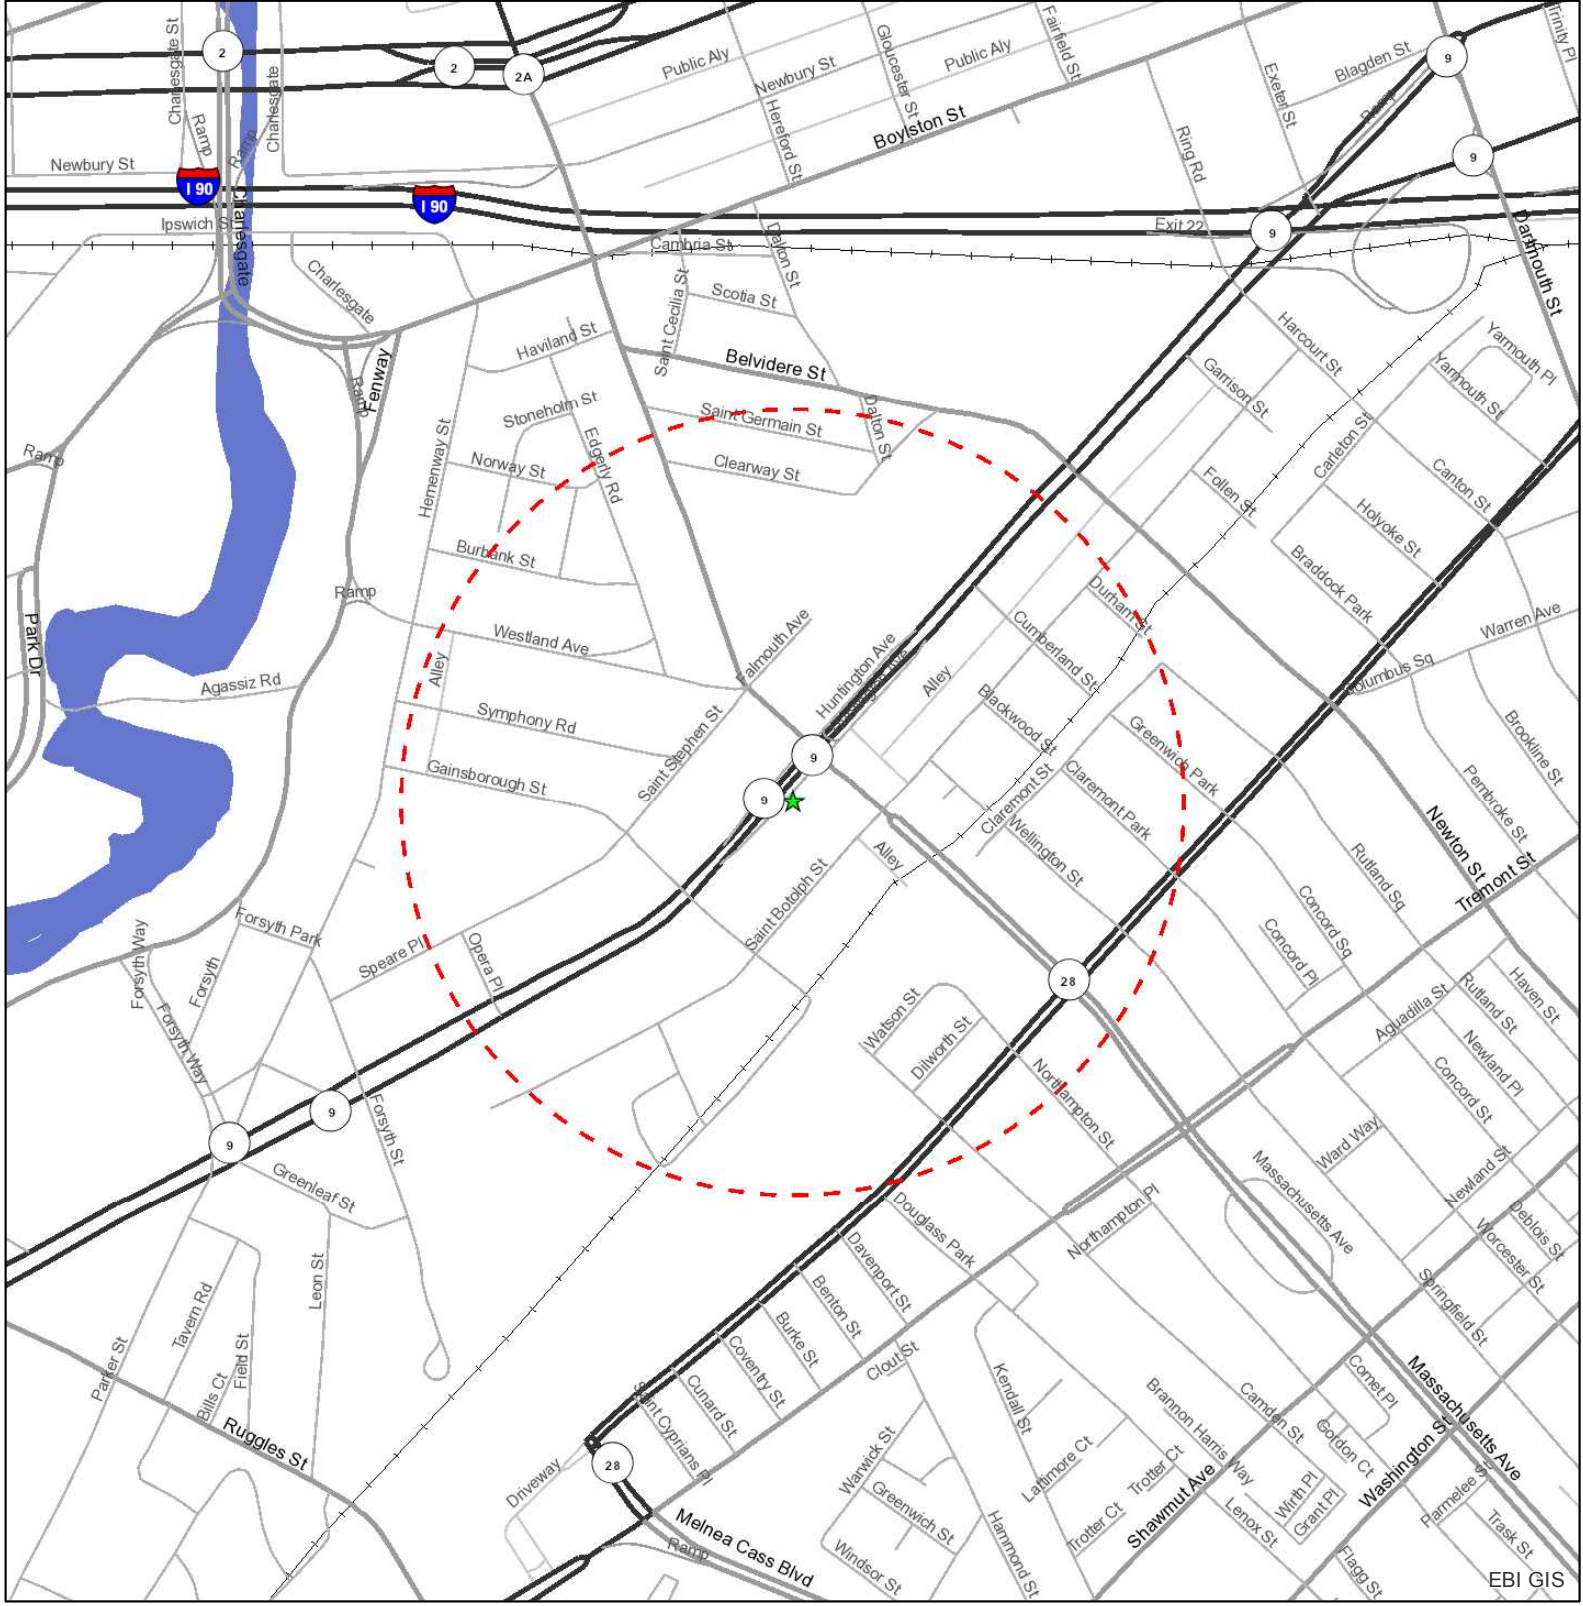 Charlesgate St
2
2
2A
Charlesgate
Ramp
Ramp
Newbury St
I 90
I 90
Ipswich St
Charlesgate
Charlesgate
Public Aly
Newbury St
Hereford St
Gloucester St
Public Aly
Fairfield St
Boylston St
Exeter St
Ring Rd
Blagden St
Ramp
9
9
Trinity Pl
Exit 22
9
Dartmouth St
Cambria St
Dalton St
Scotia St
Saint Cecilia St
Haviland St
Belvidere St
Fenway
Ramp
Harcourt St
Garrison St
Yarmouth Pl
Yarmouth St
Stoneholm St
Edgerly Rd
Saint Germain St
Dalton St
Clearway St
Norway St
Hemenway St
Carleton St
Canton St
Follen St
Holyoke St
Braddock Park
Ramp
Burbank St
Ramp
Westland Ave
Alley
Park Dr
Agassiz Rd
Symphony Rd
Gainsborough St
Saint Stephen St
Falmouth Ave
Huntington Ave
Alley
Durham St
Cumberland St
Blackwood St
Warren Ave
Columbus Sq
Brookline St
Greenwich Park
Claremont St
Claremont Park
Wellington St
Pembroke St
Newton St
Tremont St
Rutland Sq
Concord Sq
Concord Pl
9
9
Alley
Saint Botolph St
Forsyth Park
Forsyth Way
Forsyth
Forsyth Way
Speare Pl
Opera Pl
28
Watson St
Dilworth St
Northampton St
Aguadilla St
Rutland St
Haven St
Newland Pl
Concord St
Ward Way
Newland St
Massachusetts Ave
Deblois St
Worcester St
Springfield St
9
9
Forsyth St
Greenleaf St
Northampton Pl
Douglass Park
Davenport St
Benton St
Burke St
Coventry St
Cunard St
Saint Cyprians Pl
Clout St
Leon St
Tavern Rd
Field St
Bills Ct
Parker St
Ruggles St
Kendall St
Comet Pl
Massachusetts Ave
Camden St
Brannon Harris Way
Gordon Ct
Washington St
Parmelee St
Trask St
Lattimore Ct
Trotter Ct
Trotter Ct
Shawmut Ave
Wirth Pl
Grant Pl
Lenox St
Flagg St
28
Driveway
Warwick St
Greenwich St
Windsor St
Hammond St
Melnea Cass Blvd
Ramp
EBI GIS